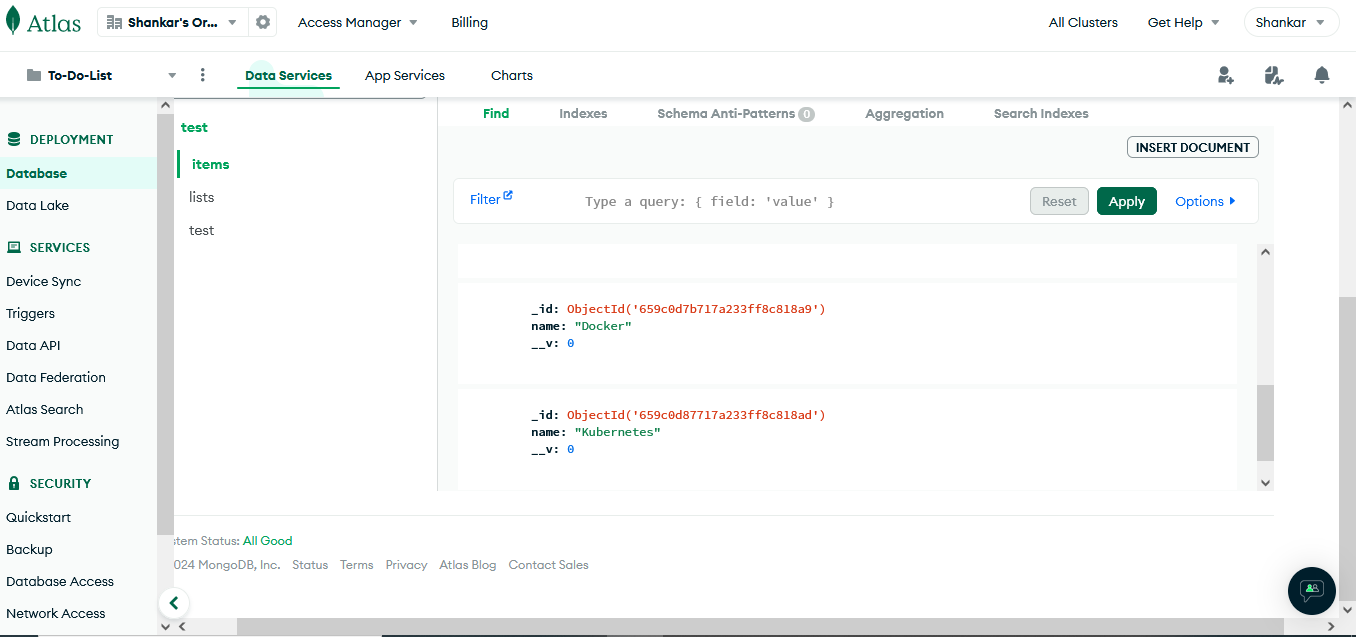 Atlas
Shankar's Or...
Access Manager
Billing
All Clusters
Get Help
Shankar
To-Do-List
Data Services
App Services
Charts
DEPLOYMENT
Database
Data Lake
SERVICES
Device Sync
Triggers
Data API
Data Federation
Atlas Search
Stream Processing
SECURITY
Quickstart
Backup
Database Access
Network Access
test
items
lists
test
Find
Indexes
Schema Anti-Patterns 0
Aggregation
Search Indexes
INSERT DOCUMENT
Filter
Type a query: { field: 'value' }
Reset
Apply
Options
_id: ObjectId('659c0d7b717a233ff8c818a9')
name: "Docker"
__v: 0
_id: ObjectId('659c0d87717a233ff8c818ad')
name: "Kubernetes"
__v: 0
stem Status: All Good
024 MongoDB, Inc.
Status
Terms
Privacy
Atlas Blog
Contact Sales